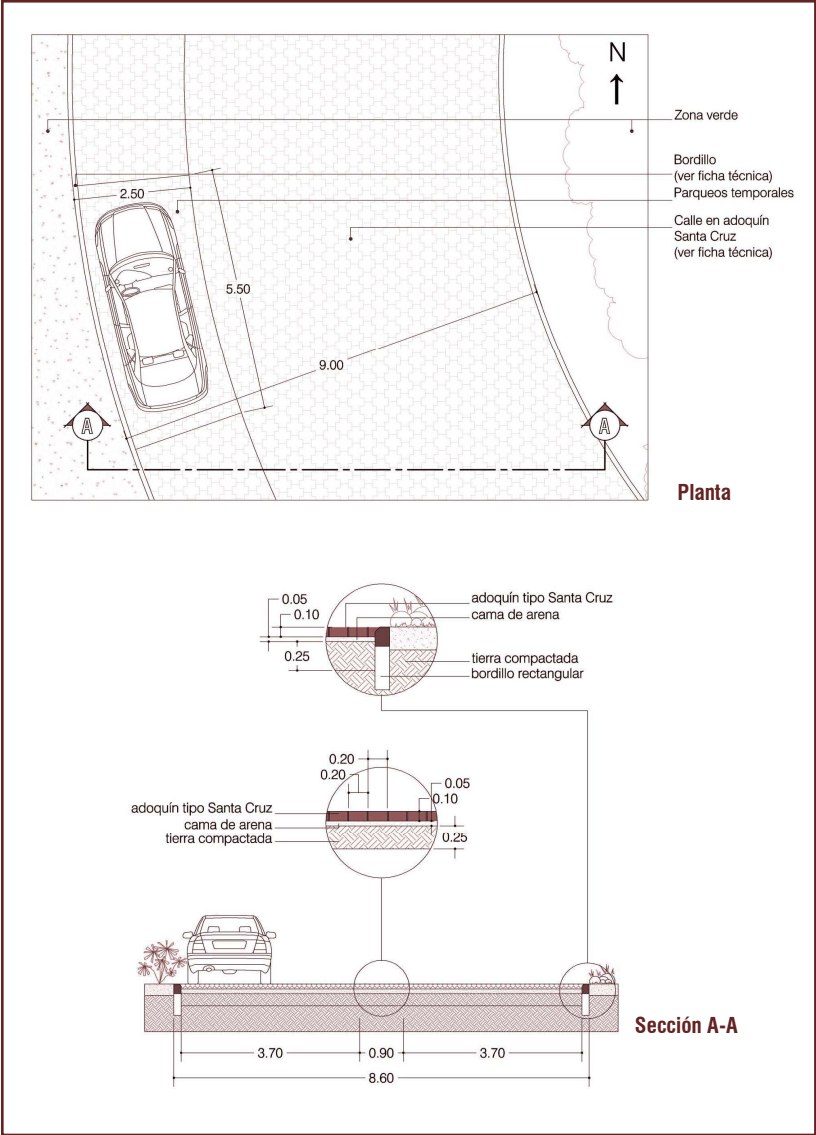 N
Zona verde
Bordillo
(ver ficha técnica)
Parqueos temporales
Calle en adoquín
Santa Cruz
(ver ficha técnica)
2.50
5.50
9.00
A
A
Planta
0.05
0.10
0.25
adoquín tipo Santa Cruz
cama de arena
tierra compactada
bordillo rectangular
0.20
0.20
0.05
0.10
0.25
adoquín tipo Santa Cruz
cama de arena
tierra compactada
Sección A-A
3.70
0.90
3.70
8.60